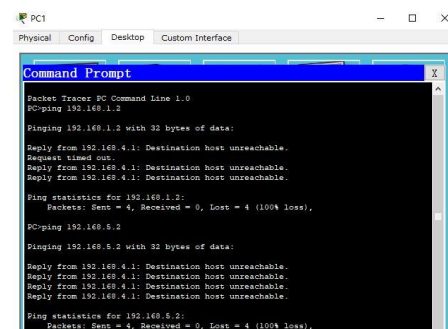 PC1
Physical Config Desktop Custom Interface
Command Prompt X
Packet Tracer PC Command Line 1.0
PC>ping 192.168.1.2
Pinging 192.168.1.2 with 32 bytes of data:
Reply from 192.168.4.1: Destination host unreachable.
Request timed out.
Reply from 192.168.4.1: Destination host unreachable.
Reply from 192.168.4.1: Destination host unreachable.
Ping statistics for 192.168.1.2:
Packets: Sent = 4, Received = 0, Lost = 4 (100% loss),
PC>ping 192.168.5.2
Pinging 192.168.5.2 with 32 bytes of data:
Reply from 192.168.4.1: Destination host unreachable.
Reply from 192.168.4.1: Destination host unreachable.
Reply from 192.168.4.1: Destination host unreachable.
Reply from 192.168.4.1: Destination host unreachable.
Ping statistics for 192.168.5.2:
Packets: Sent = 4, Received = 0, Lost = 4 (100% loss),